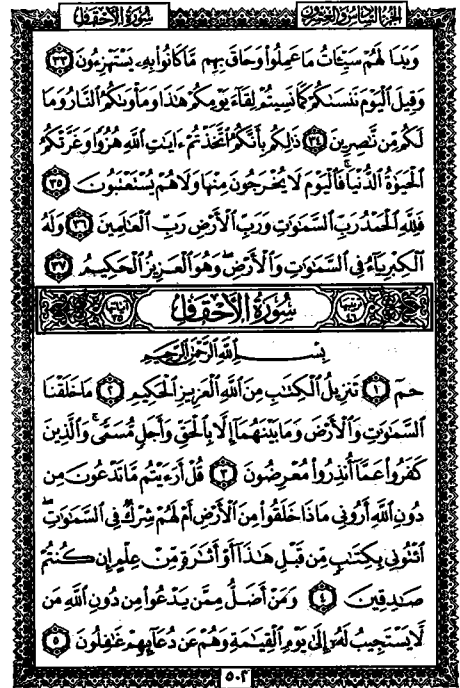 الجزء السادس والعشرون سورة الأحقاف
وَبَدَا لَهُمْ سَيِّـَٔاتُ مَا عَمِلُوا۟ وَحَاقَ بِهِم مَّا كَانُوا۟ بِهِۦ يَسْتَهْزِءُونَ ٣٣
وَقِيلَ ٱلْيَوْمَ نَنسَىٰكُمْ كَمَا نَسِيتُمْ لِقَآءَ يَوْمِكُمْ هَٰذَا وَمَأْوَىٰكُمُ ٱلنَّارُ وَمَا
لَكُم مِّن نَّٰصِرِينَ ٣٤ ذَٰلِكُم بِأَنَّكُمُ ٱتَّخَذْتُمْ ءَايَٰتِ ٱللَّهِ هُزُوًا وَغَرَّتْكُمُ
ٱلْحَيَوٰةُ ٱلدُّنْيَا ۚ فَٱلْيَوْمَ لَا يُخْرَجُونَ مِنْهَا وَلَا هُمْ يُسْتَعْتَبُونَ ٣٥
فَلِلَّهِ ٱلْحَمْدُ رَبِّ ٱلسَّمَٰوَٰتِ وَرَبِّ ٱلْأَرْضِ رَبِّ ٱلْعَٰلَمِينَ ٣٦ وَلَهُ
ٱلْكِبْرِيَآءُ فِى ٱلسَّمَٰوَٰتِ وَٱلْأَرْضِ ۖ وَهُوَ ٱلْعَزِيزُ ٱلْحَكِيمُ ٣٧
سُورَةُ الْأَحْقَافِ
بِسْمِ ٱللَّهِ ٱلرَّحْمَٰنِ ٱلرَّحِيمِ
حمٓ ١ تَنزِيلُ ٱلْكِتَٰبِ مِنَ ٱللَّهِ ٱلْعَزِيزِ ٱلْحَكِيمِ ٢ مَا خَلَقْنَا
ٱلسَّمَٰوَٰتِ وَٱلْأَرْضَ وَمَا بَيْنَهُمَآ إِلَّا بِٱلْحَقِّ وَأَجَلٍ مُّسَمًّى ۚ وَٱلَّذِينَ
كَفَرُوا۟ عَمَّآ أُنذِرُوا۟ مُعْرِضُونَ ٣ قُلْ أَرَءَيْتُم مَّا تَدْعُونَ مِن
دُونِ ٱللَّهِ أَرُونِى مَاذَا خَلَقُوا۟ مِنَ ٱلْأَرْضِ أَمْ لَهُمْ شِرْكٌ فِى ٱلسَّمَٰوَٰتِ ۖ
ٱئْتُونِى بِكِتَٰبٍ مِّن قَبْلِ هَٰذَآ أَوْ أَثَٰرَةٍ مِّنْ عِلْمٍ إِن كُنتُمْ
صَٰدِقِينَ ٤ وَمَنْ أَضَلُّ مِمَّن يَدْعُوا۟ مِن دُونِ ٱللَّهِ مَن
لَّا يَسْتَجِيبُ لَهُۥٓ إِلَىٰ يَوْمِ ٱلْقِيَٰمَةِ وَهُمْ عَن دُعَآئِهِمْ غَٰفِلُونَ ٥
٥٠٢